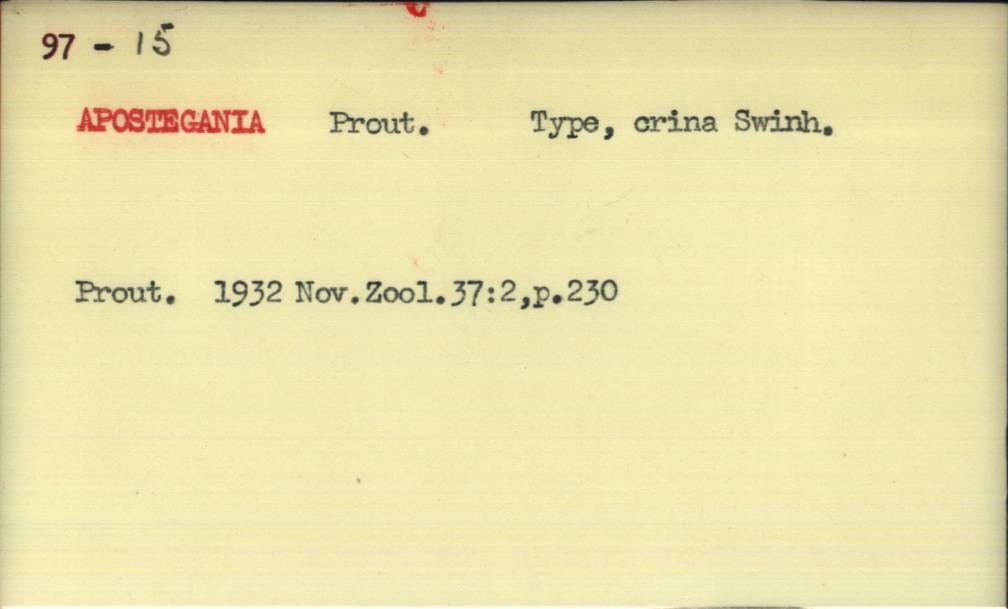 97 - 15
APOSTEGANIA Prout. Type, crina Swinh.
Prout. 1932 Nov.Zool.37:2,p.230